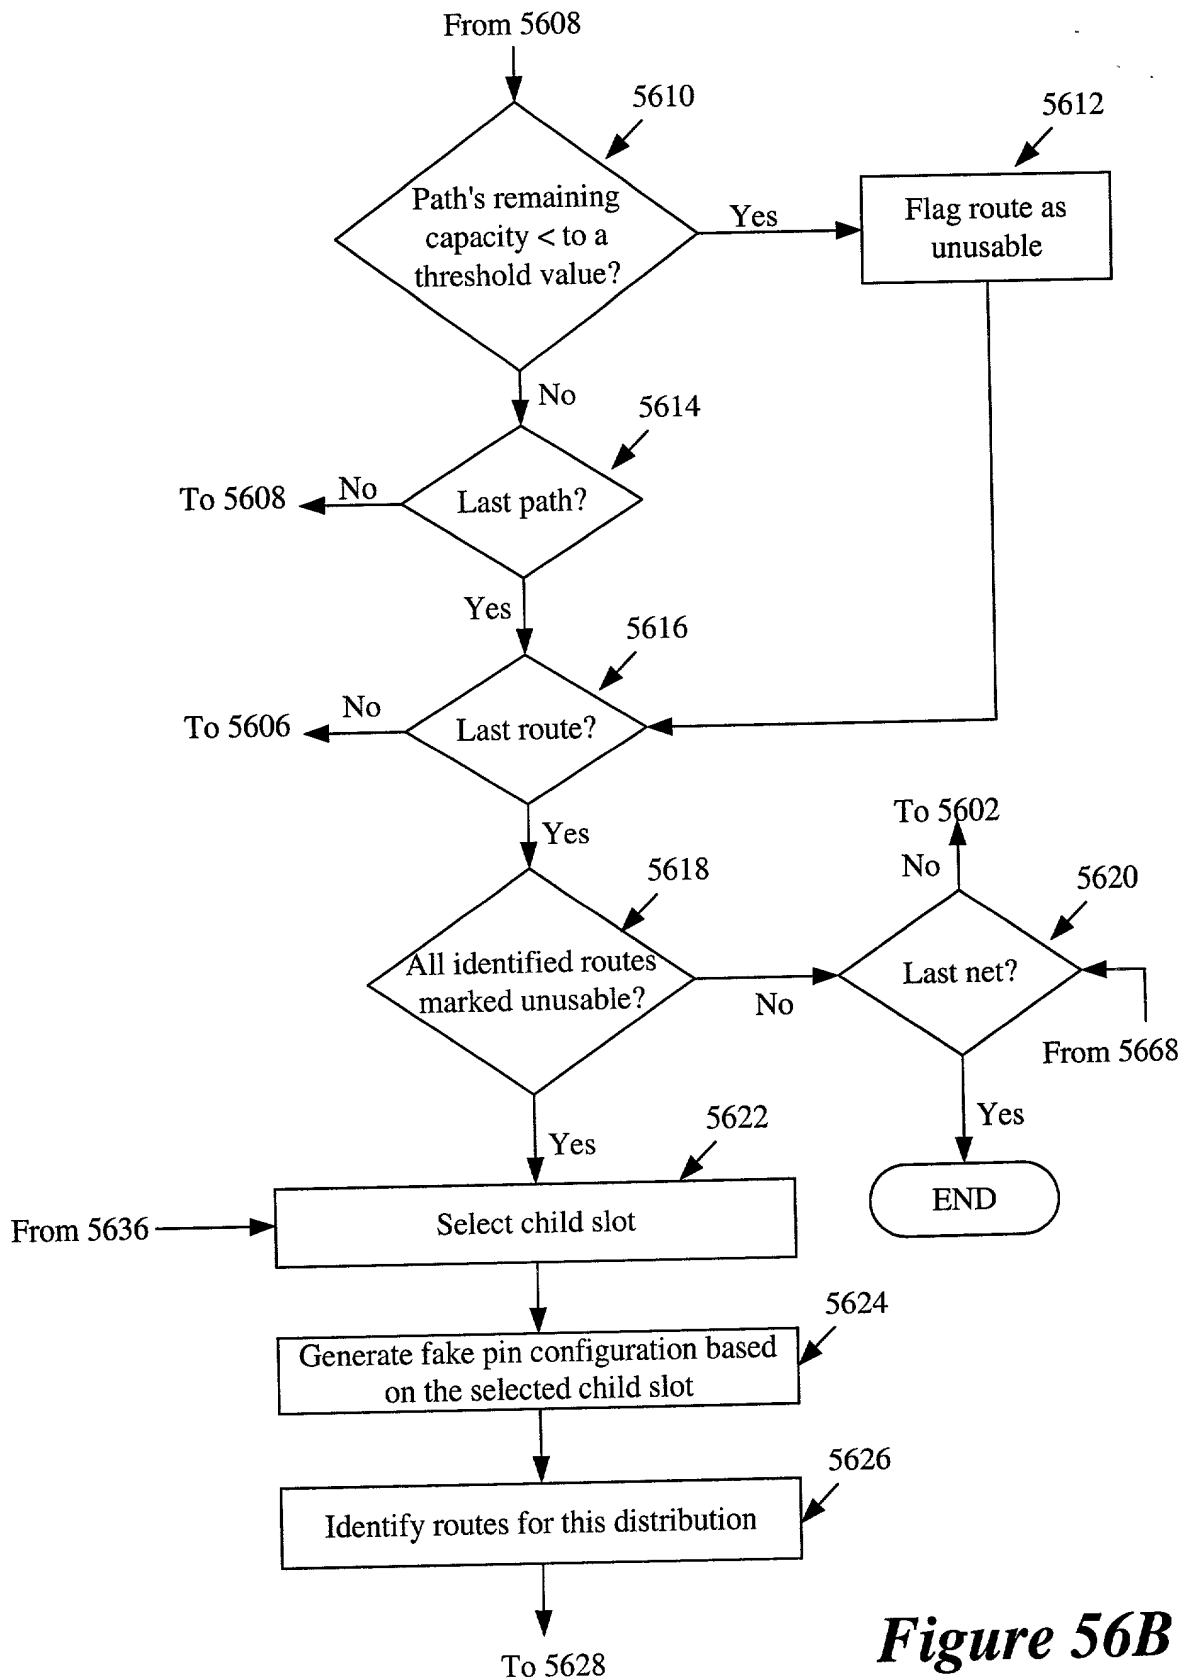 From 5608
5610
5612
Path's remaining
capacity < to a
threshold value?
Yes
Flag route as
unusable
No
5614
To 5608
No
Last path?
Yes
5616
To 5606
No
Last route?
Yes
To 5602
No
5618
5620
All identified routes
marked unusable?
No
Last net?
From 5668
Yes
5622
Yes
END
From 5636
Select child slot
5624
Generate fake pin configuration based
on the selected child slot
5626
Identify routes for this distribution
To 5628
Figure 56B